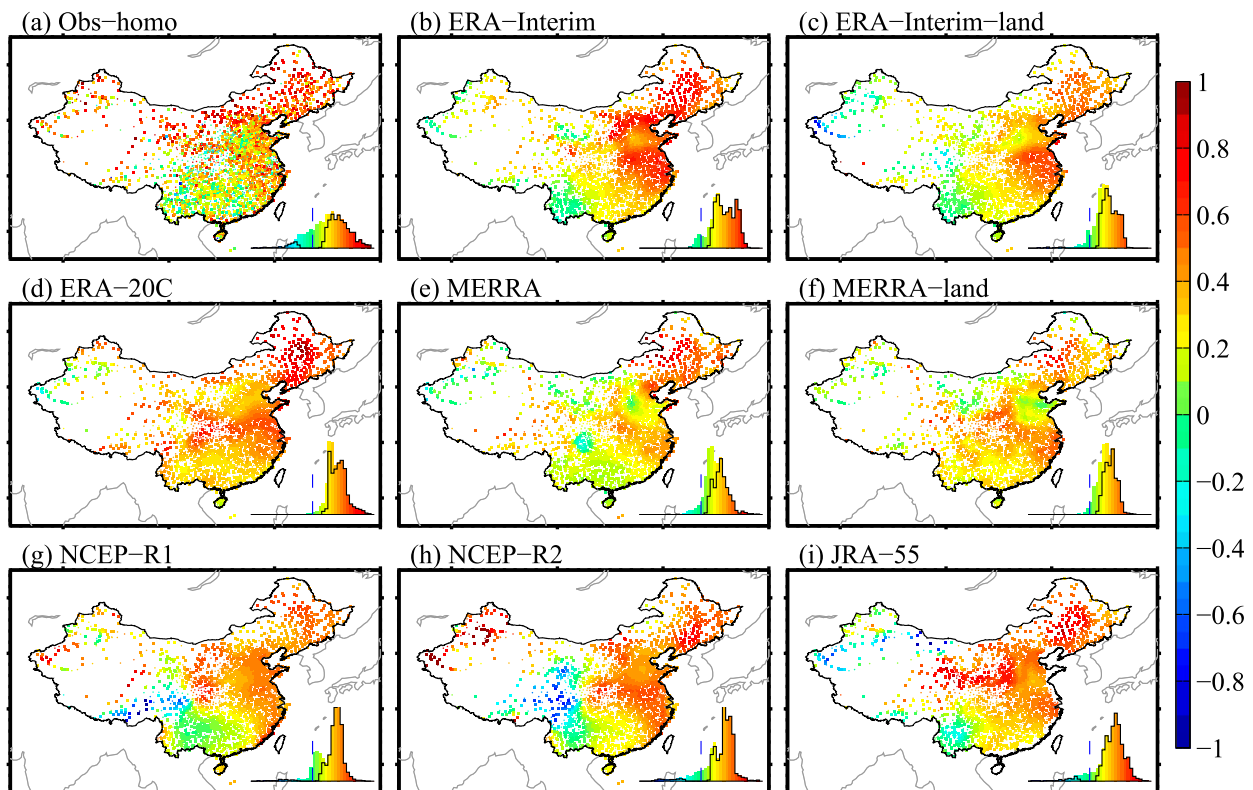 (a) Obs−homo
(b) ERA−Interim
(c) ERA−Interim−land
(d) ERA−20C
(e) MERRA
(f) MERRA−land
(g) NCEP−R1
(h) NCEP−R2
(i) JRA−55
1
0.8
0.6
0.4
0.2
0
−0.2
−0.4
−0.6
−0.8
−1